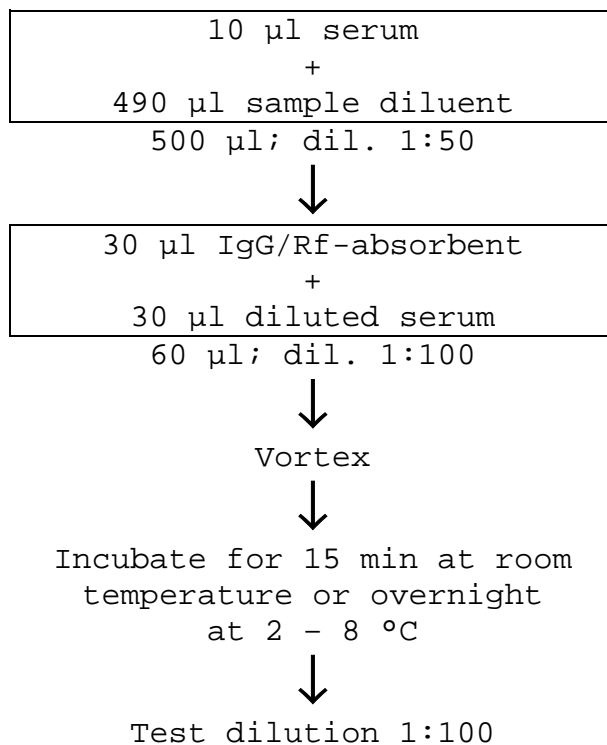 10 µl serum
+
490 µl sample diluent
500 µl; dil. 1:50
30 µl IgG/Rf-absorbent
+
30 µl diluted serum
60 µl; dil. 1:100
Vortex
Incubate for 15 min at room
temperature or overnight
at 2 – 8 °C
Test dilution 1:100